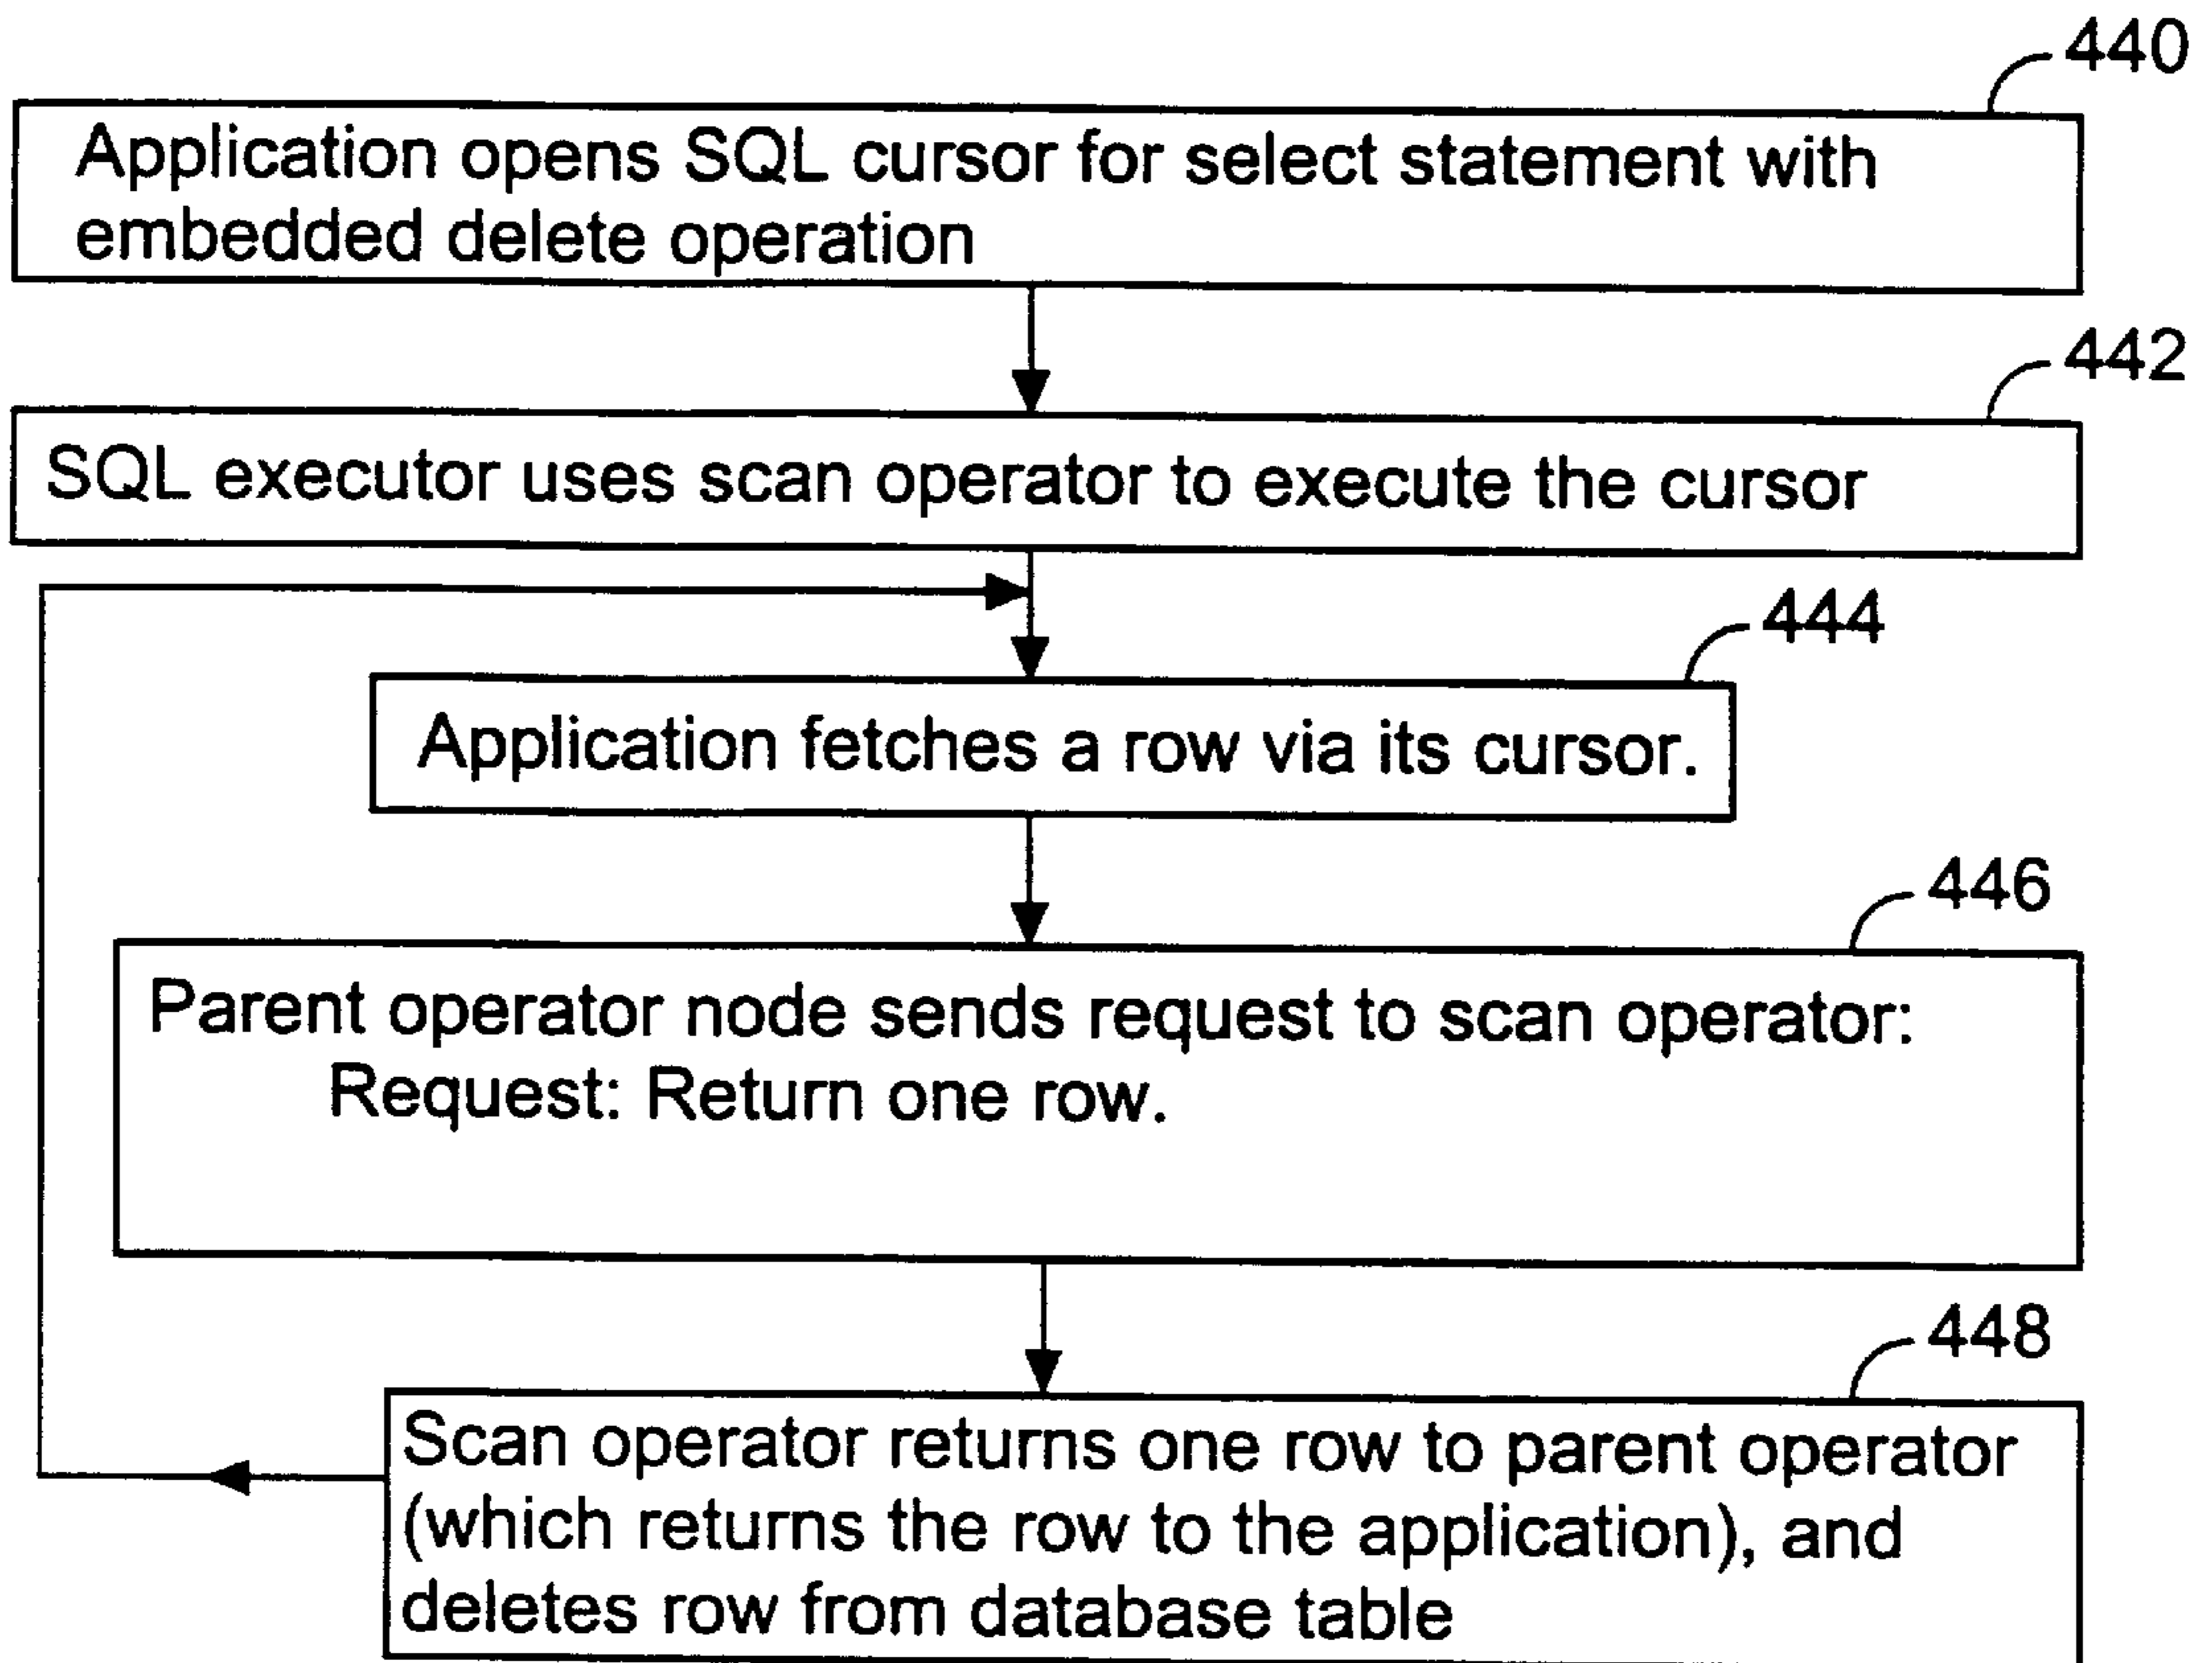 440
Application opens SQL cursor for select statement with
embedded delete operation
442
SQL executor uses scan operator to execute the cursor
444
Application fetches a row via its cursor.
446
Parent operator node sends request to scan operator:
Request: Return one row.
448
Scan operator returns one row to parent operator
(which returns the row to the application), and
deletes row from database table